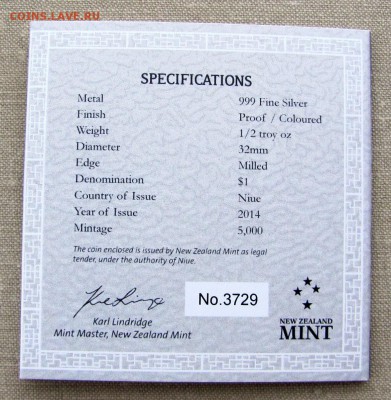 COINS.LAVE.RU
SPECIFICATIONS
Metal 999 Fine Silver
Finish Proof / Coloured
Weight 1/2 troy oz
Diameter 32mm
Edge Milled
Denomination $1
Country of Issue Niue
Year of Issue 2014
Mintage 5,000
The coin enclosed is issued by New Zealand Mint as legal
tender, under the authority of Niue.
No.3729
Karl Lindridge
Mint Master, New Zealand Mint
NEW ZEALAND
MINT